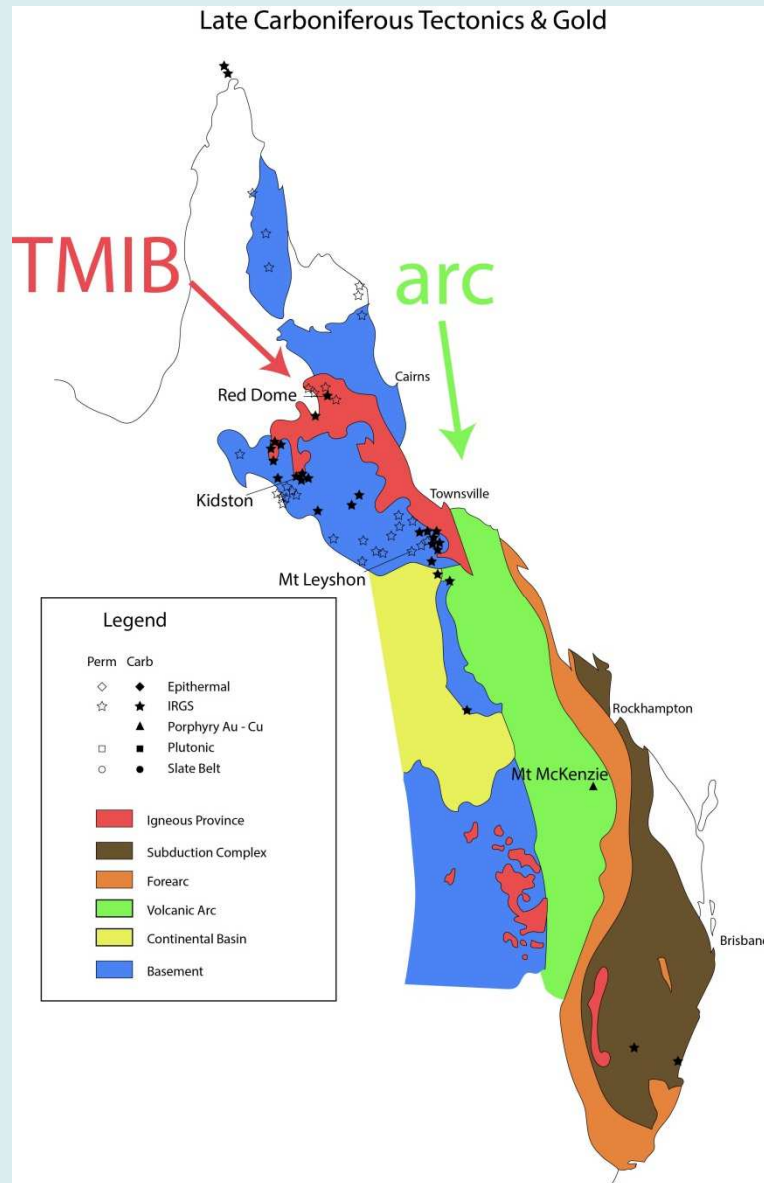 Late Carboniferous Tectonics & Gold
TMIB
arc
Cairns
Red Dome
Townsville
Kidston
Mt Leyshon
Legend
Perm Carb
Epithermal
IRGS
Porphyry Au - Cu
Plutonic
Slate Belt
Igneous Province
Subduction Complex
Forearc
Volcanic Arc
Continental Basin
Basement
Rockhampton
Mt McKenzie
Brisbane